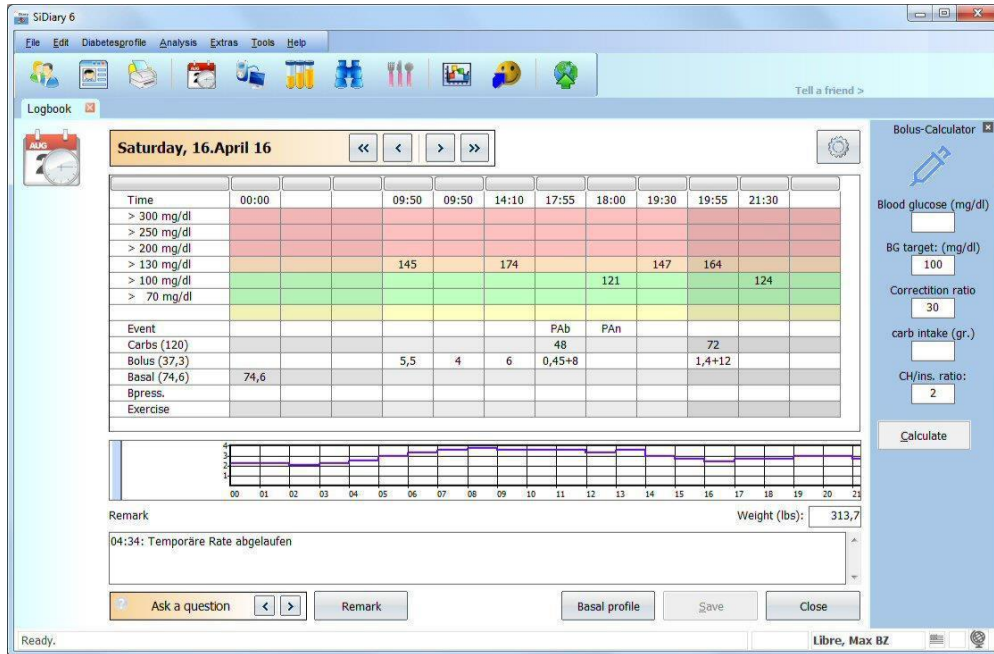 SiDiary 6
File Edit Diabetesprofile Analysis Extras Tools Help
Tell a friend >
Logbook
AUG
Saturday, 16.April 16 << < > >>
Time 00:00 09:50 09:50 14:10 17:55 18:00 19:30 19:55 21:30
> 300 mg/dl
> 250 mg/dl
> 200 mg/dl
> 130 mg/dl 145 174 147 164
> 100 mg/dl 121 124
> 70 mg/dl
Event PAb PAn
Carbs (120) 48 72
Bolus (37,3) 5,5 4 6 0,45+8 1,4+12
Basal (74,6) 74,6
Bpress.
Exercise
4
3
2
1
00 01 02 03 04 05 06 07 08 09 10 11 12 13 14 15 16 17 18 19 20 21
Remark Weight (lbs): 313,7
04:34: Temporäre Rate abgelaufen
? Ask a question < > Remark Basal profile Save Close
Bolus-Calculator
Blood glucose (mg/dl)
BG target: (mg/dl)
100
Correctition ratio
30
carb intake (gr.)
CH/ins. ratio:
2
Calculate
Ready. Libre, Max BZ